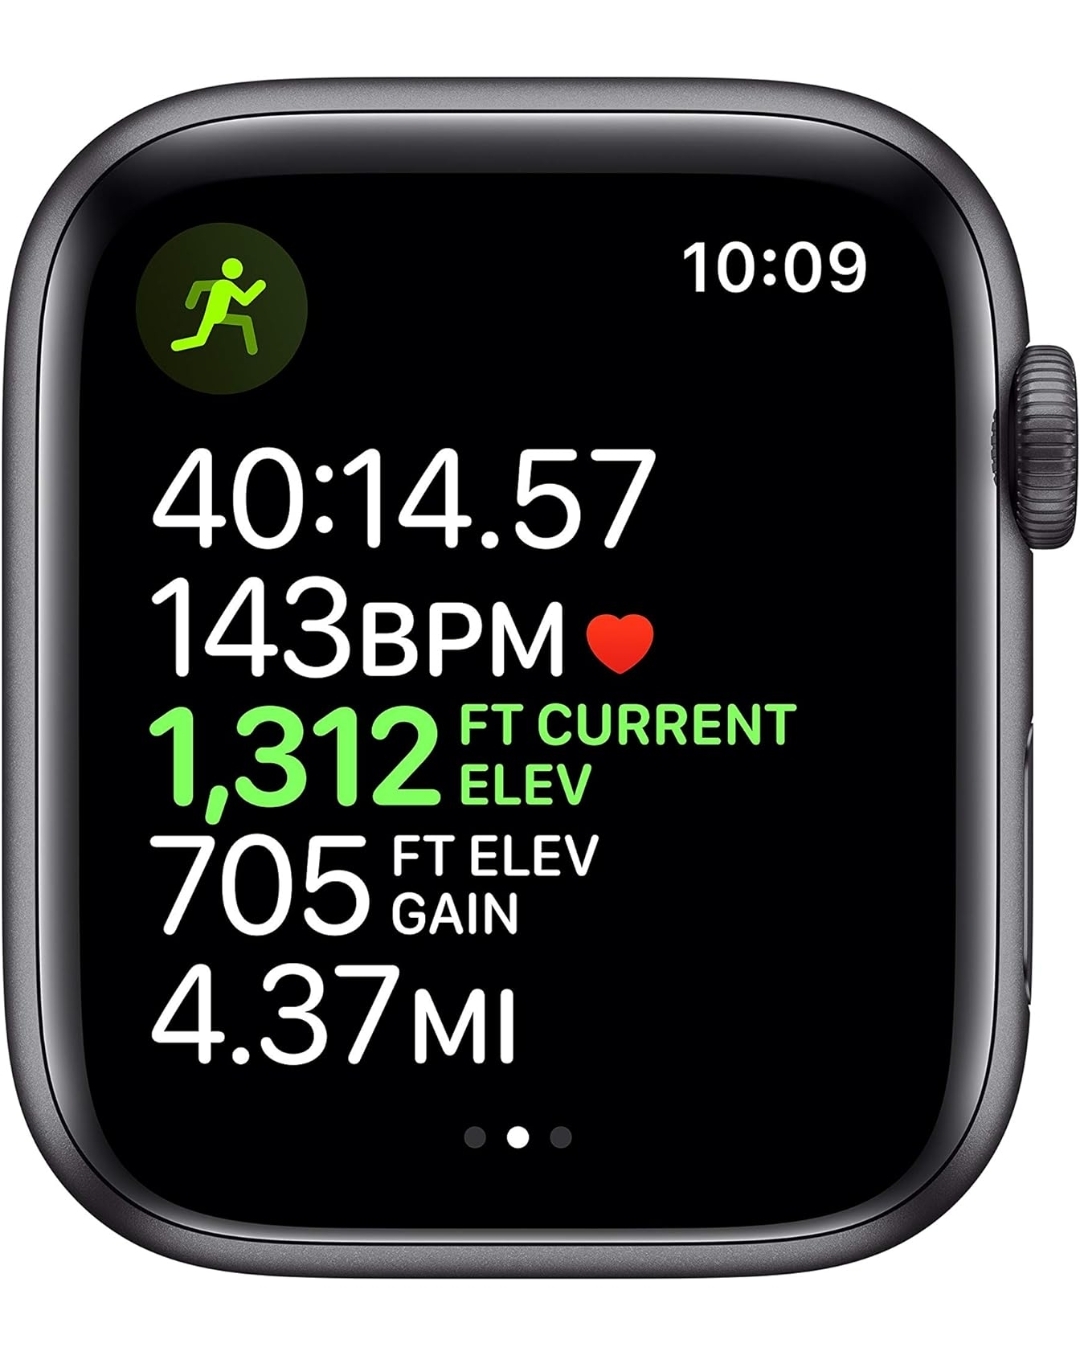 10:09
40:14.57
143BPM
1,312 FT CURRENT
ELEV
705 FT ELEV
GAIN
4.37MI